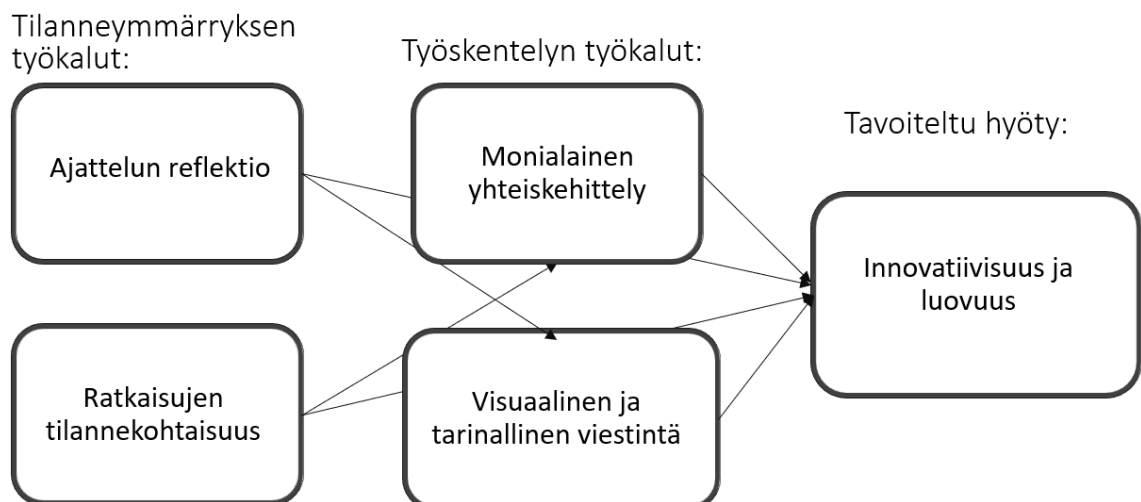 Tilanneymmärryksen
työkalut:
Ajattelun reflektio
Ratkaisujen
tilannekohtaisuus
Työskentelyn työkalut:
Monialainen
yhteiskehittely
Visuaalinen ja
tarinallinen viestintä
Tavoiteltu hyöty:
Innovatiivisuus ja
luovuus